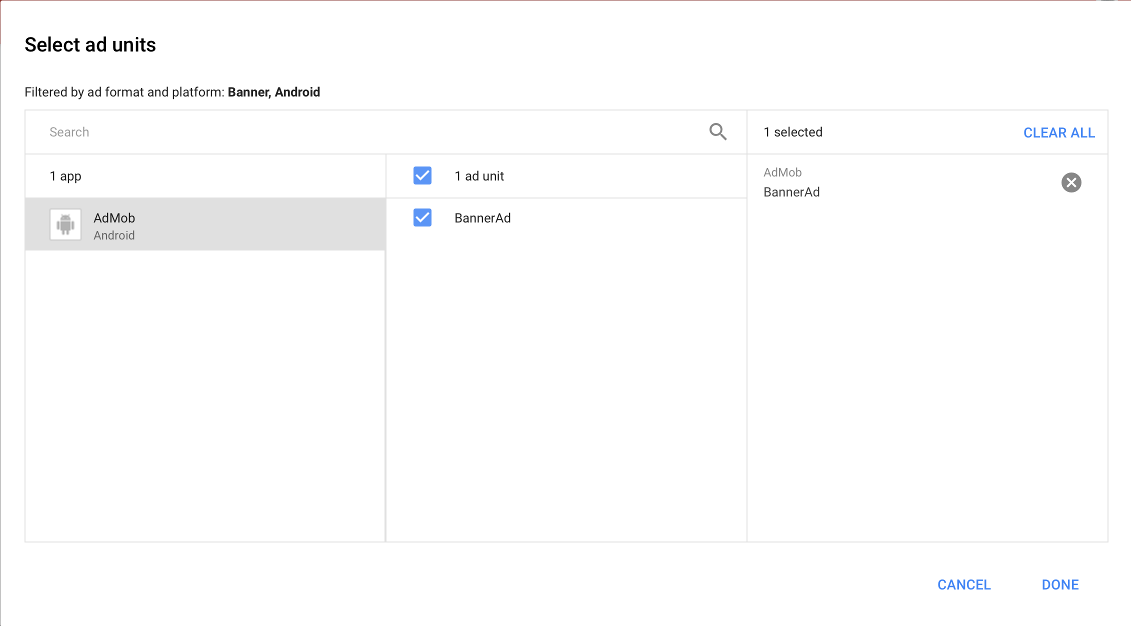 Select ad units
Filtered by ad format and platform: Banner, Android
Search
1 selected
CLEAR ALL
1 app
1 ad unit
AdMob
BannerAd
AdMob
Android
BannerAd
CANCEL
DONE